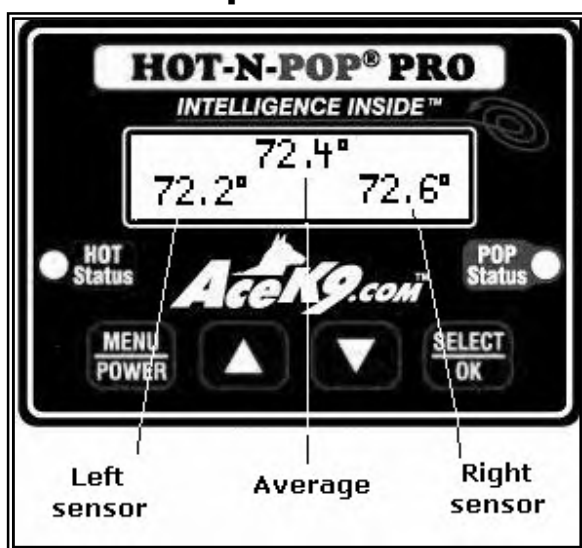 HOT-N-POP® PRO
INTELLIGENCE INSIDE™
72.4°
72.2° 72.6°
HOT
Status
AceK9.com™
POP
Status
MENU
POWER
SELECT
OK
Left
sensor
Average
Right
sensor